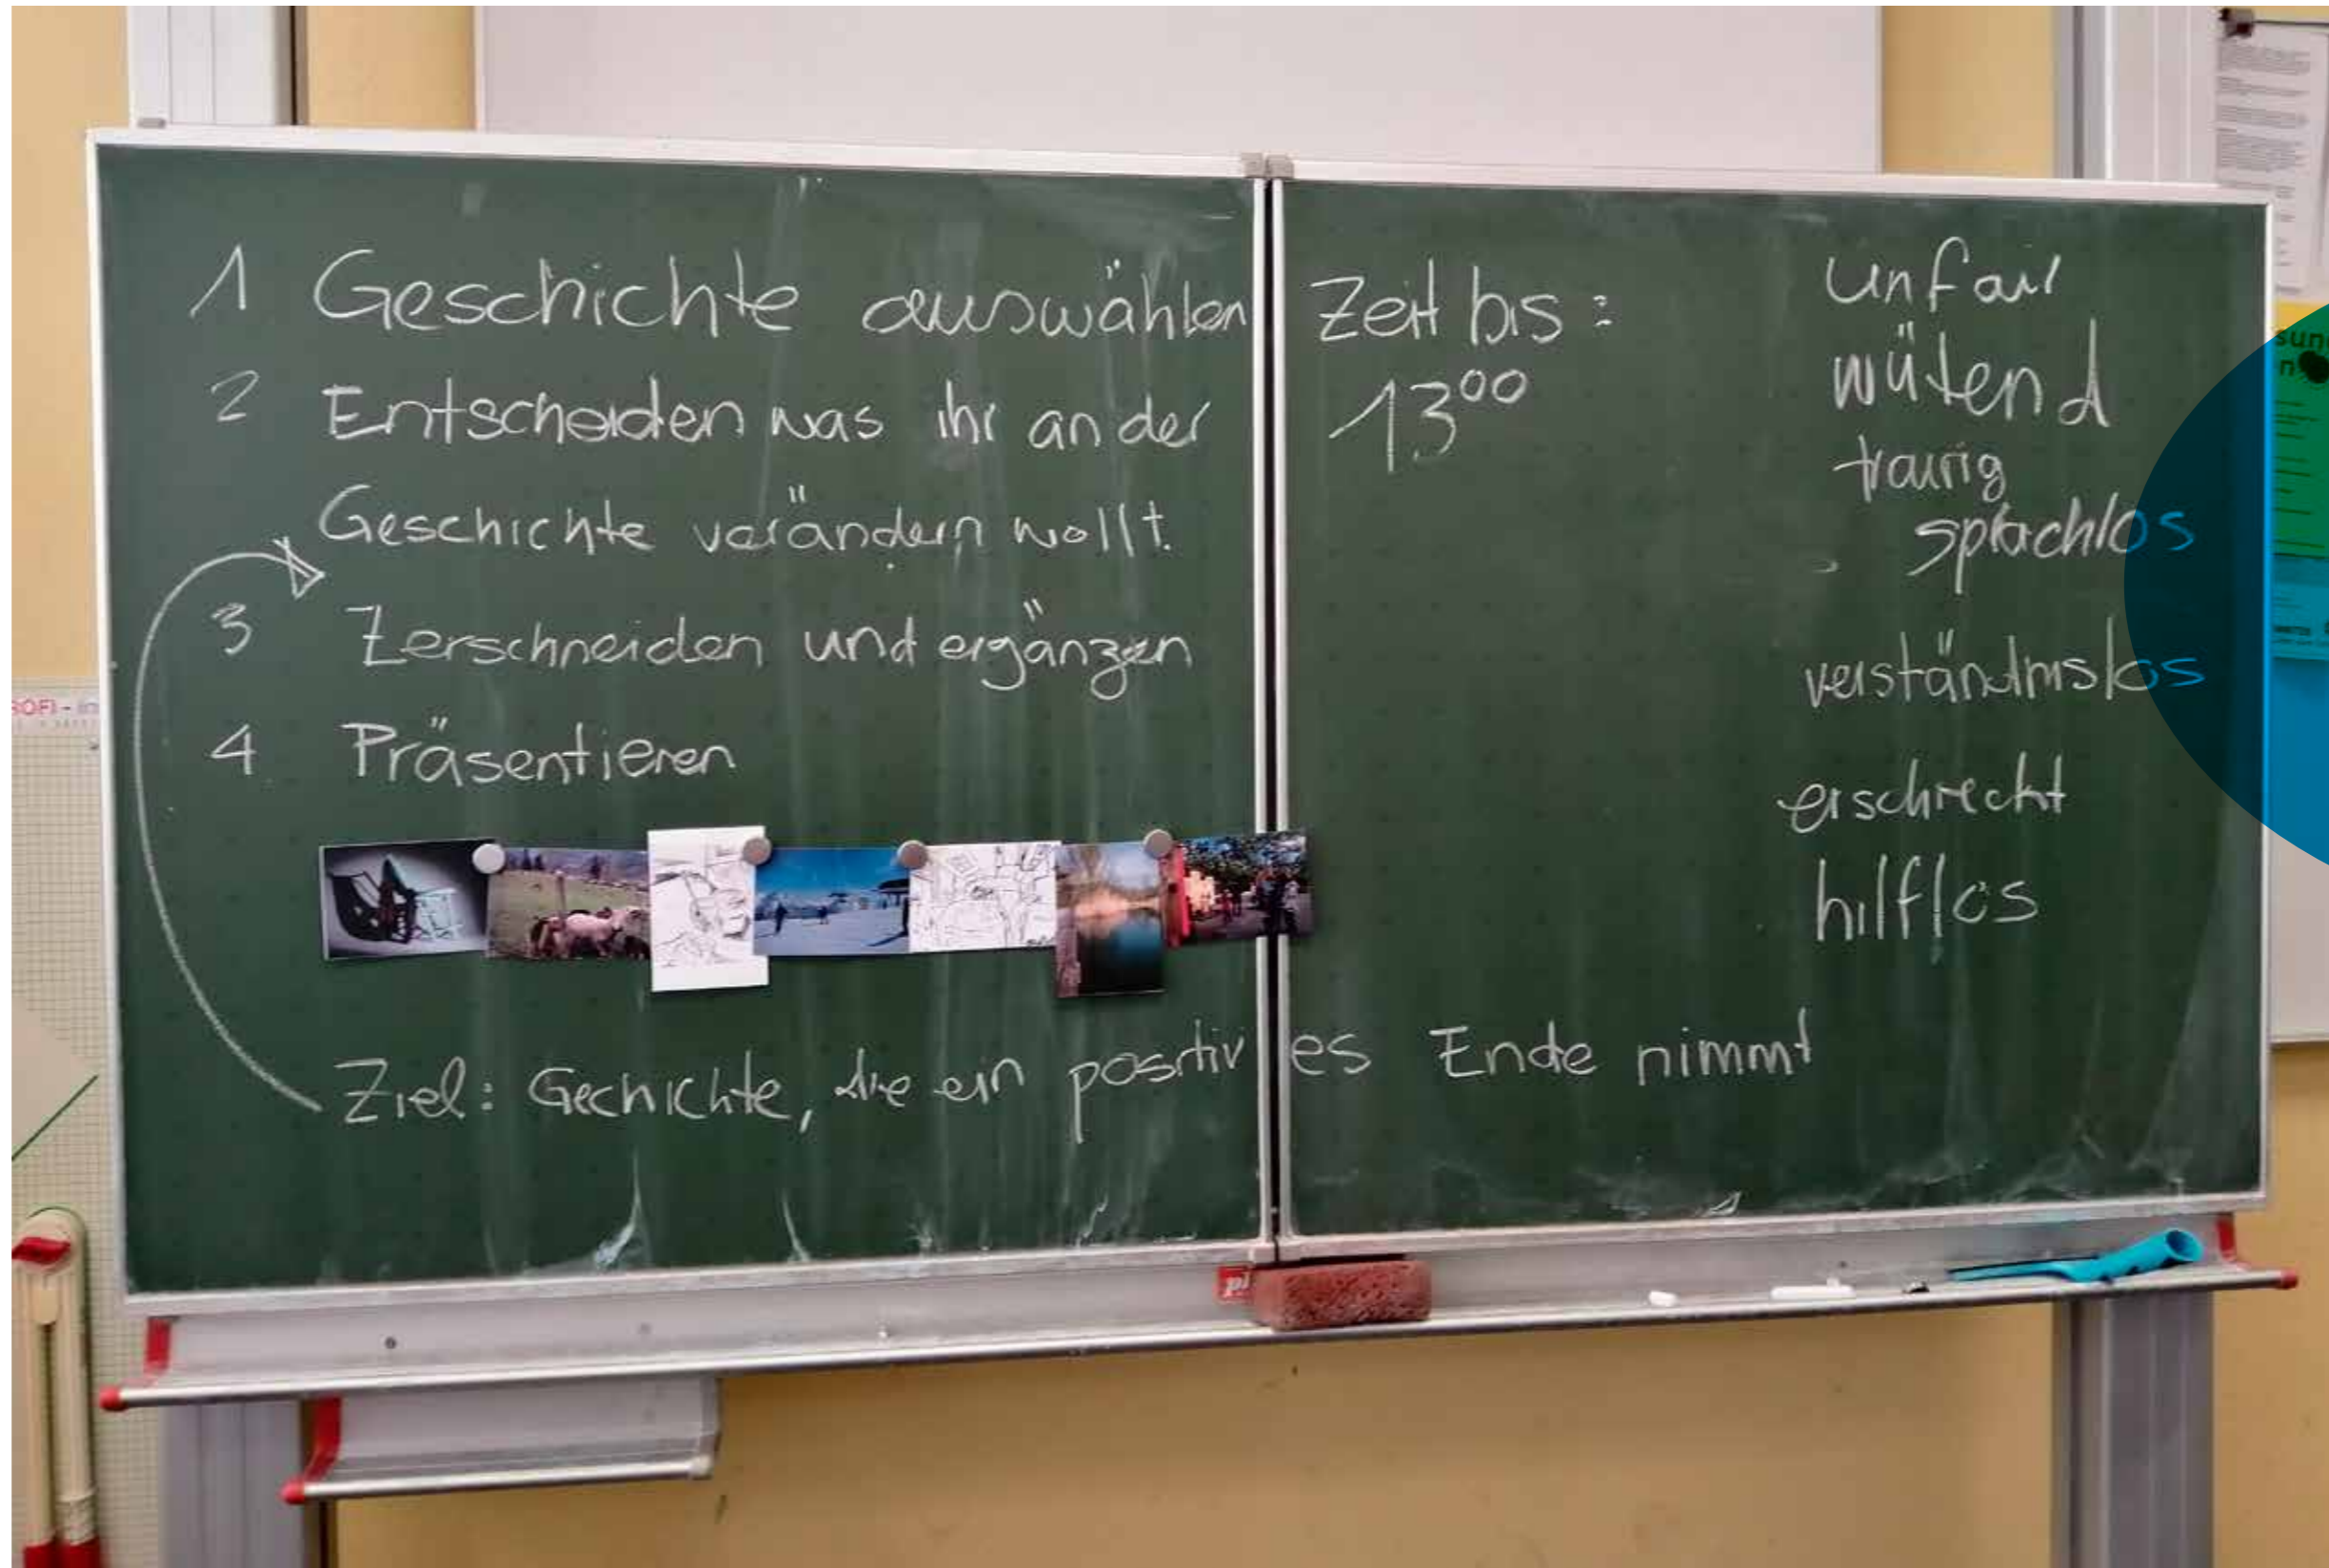 1 Geschichte auswählen
2 Entscheiden was ihr an der
Geschichte verändern wollt.
3 Zerschneiden und ergänzen
4 Präsentieren
Ziel: Gechichte, die ein positives Ende nimmt
Zeit bis:
13⁰⁰
unfair
wütend
traurig
sprachlos
verständnislos
erschreckt
hilflos